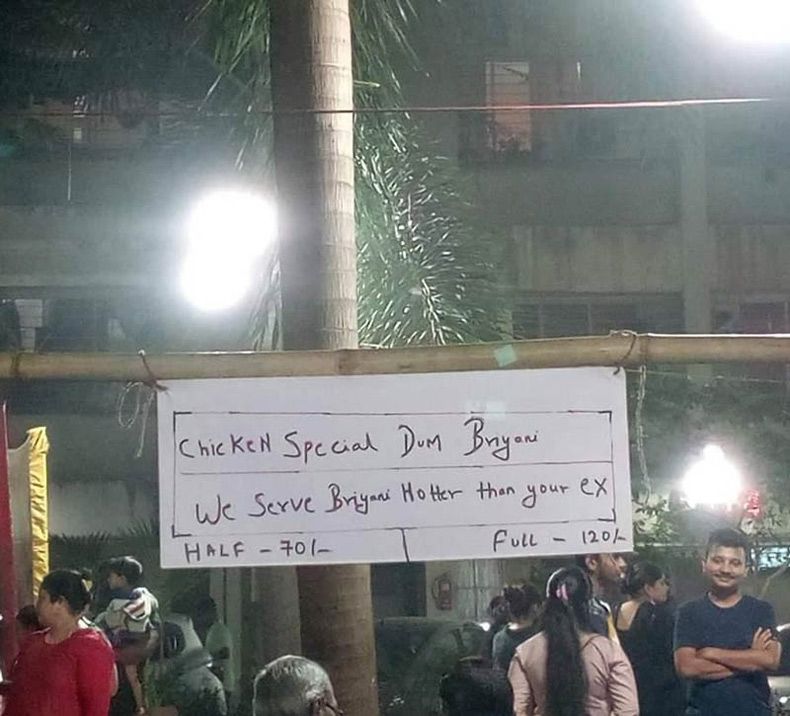 Chicken Special Dum Briyani
We Serve Briyani Hotter than your ex
HALF - 70/-
Full - 120/-